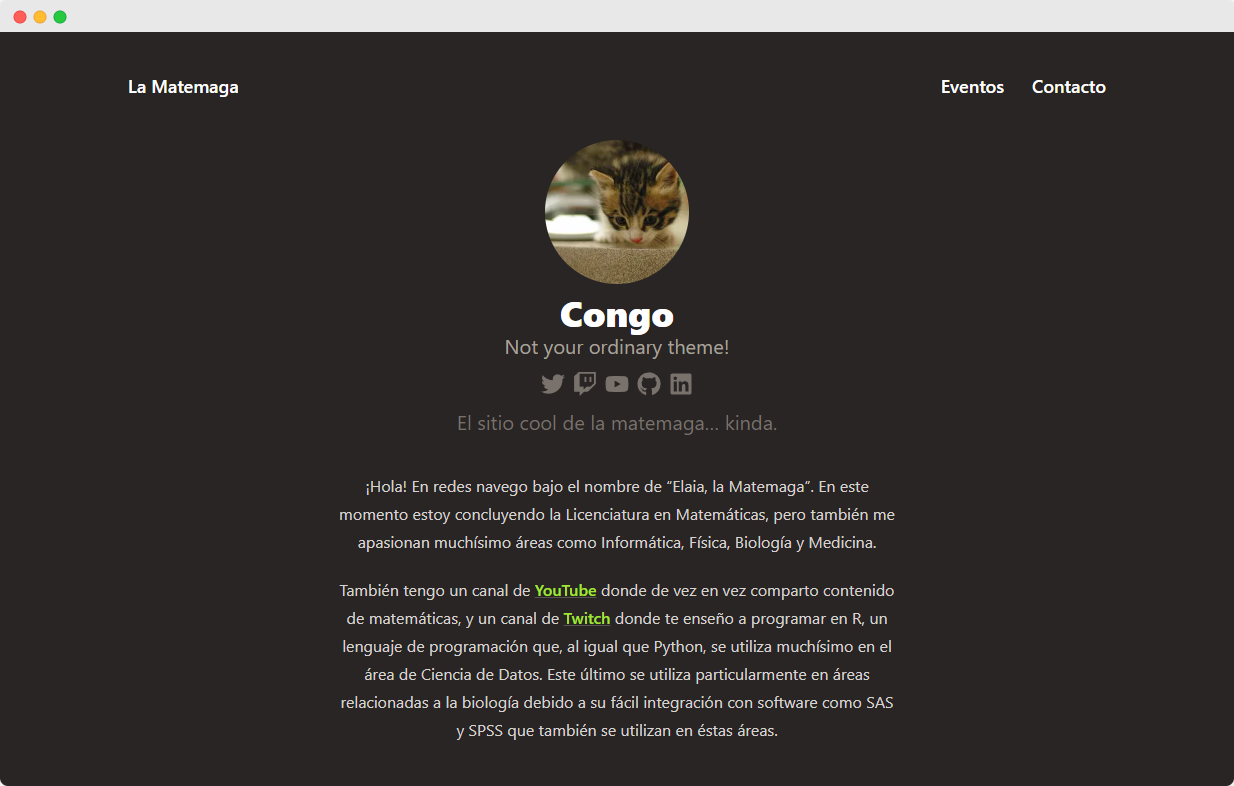 La Matemaga
Eventos
Contacto
Congo
Not your ordinary theme!
El sitio cool de la matemaga... kinda.
¡Hola! En redes navego bajo el nombre de “Elaia, la Matemaga”. En este
momento estoy concluyendo la Licenciatura en Matemáticas, pero también me
apasionan muchísimo áreas como Informática, Física, Biología y Medicina.
También tengo un canal de YouTube donde de vez en vez comparto contenido
de matemáticas, y un canal de Twitch donde te enseño a programar en R, un
lenguaje de programación que, al igual que Python, se utiliza muchísimo en el
área de Ciencia de Datos. Este último se utiliza particularmente en áreas
relacionadas a la biología debido a su fácil integración con software como SAS
y SPSS que también se utilizan en éstas áreas.